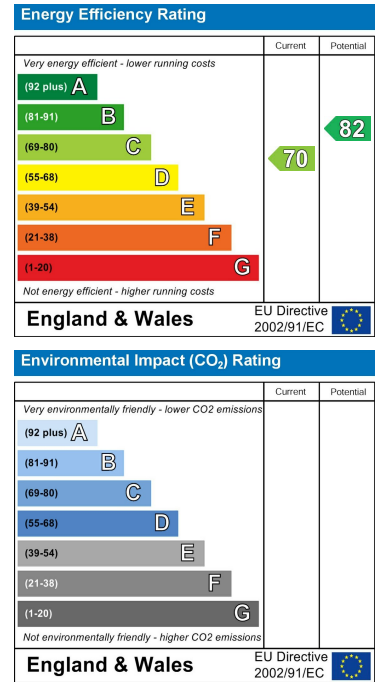 Energy Efficiency Rating
Current Potential
Very energy efficient - lower running costs
(92 plus) A
(81-91) B
(69-80) C
(55-68) D
(39-54) E
(21-38) F
(1-20) G
70
82
Not energy efficient - higher running costs
England & Wales
EU Directive
2002/91/EC
Environmental Impact (CO₂) Rating
Current Potential
Very environmentally friendly - lower CO2 emissions
(92 plus) A
(81-91) B
(69-80) C
(55-68) D
(39-54) E
(21-38) F
(1-20) G
Not environmentally friendly - higher CO2 emissions
England & Wales
EU Directive
2002/91/EC